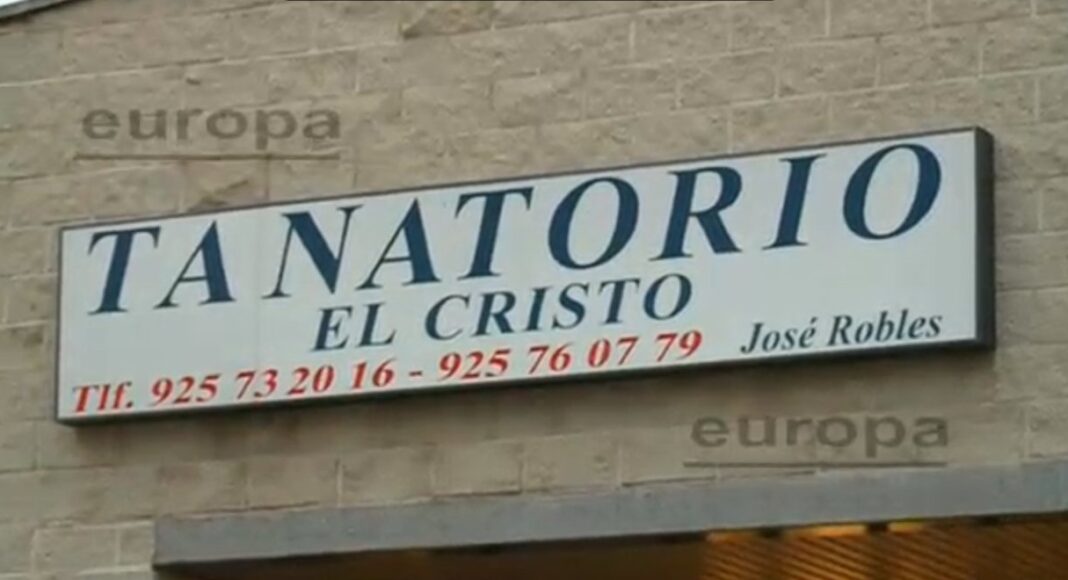 europa
TANATORIO
EL CRISTO
Tlf. 925 73 20 16 - 925 76 07 79 José Robles
europa